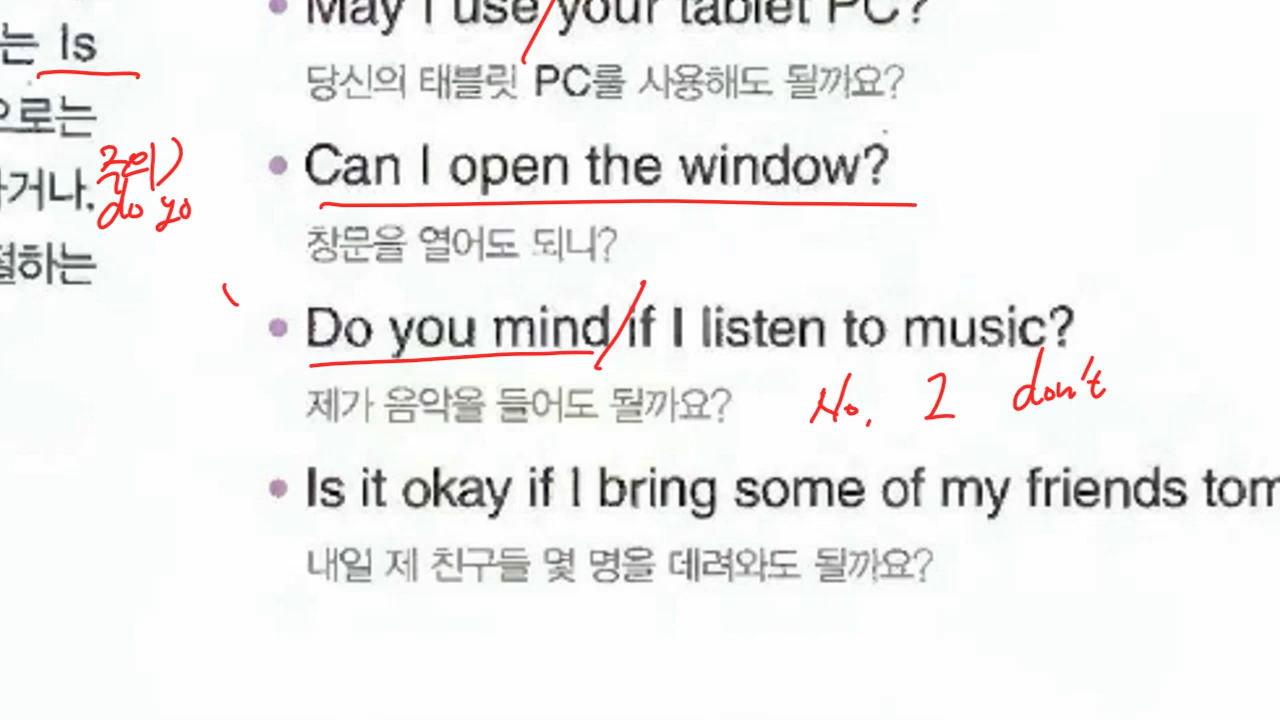 는 Is
으로는
거나.
절하는
주의)
do yo
May I use your tablet PC?
당신의 태블릿 PC를 사용해도 될까요?
Can I open the window?
창문을 열어도 되니?
Do you mind if I listen to music?
제가 음악을 들어도 될까요?
No. I don't
Is it okay if I bring some of my friends tom
내일 제 친구들 몇 명을 데려와도 될까요?